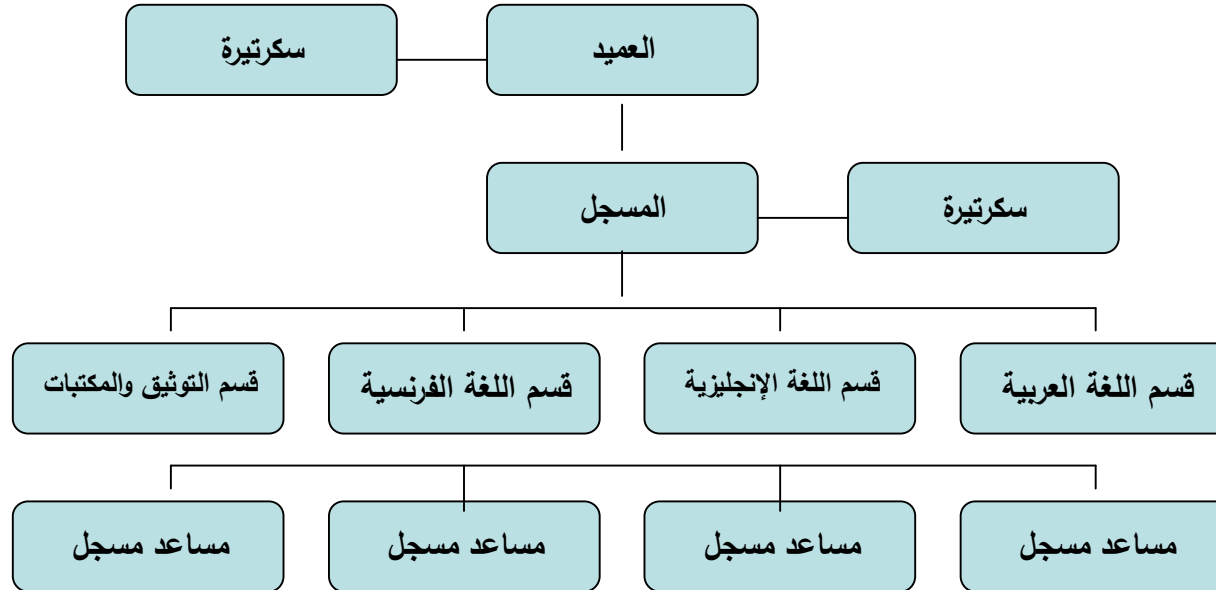 العميد
سكرتيرة
سكرتيرة
المسجل
قسم اللغة العربية
قسم اللغة الإنجليزية
قسم اللغة الفرنسية
قسم التوثيق والمكتبات
مساعد مسجل
مساعد مسجل
مساعد مسجل
مساعد مسجل